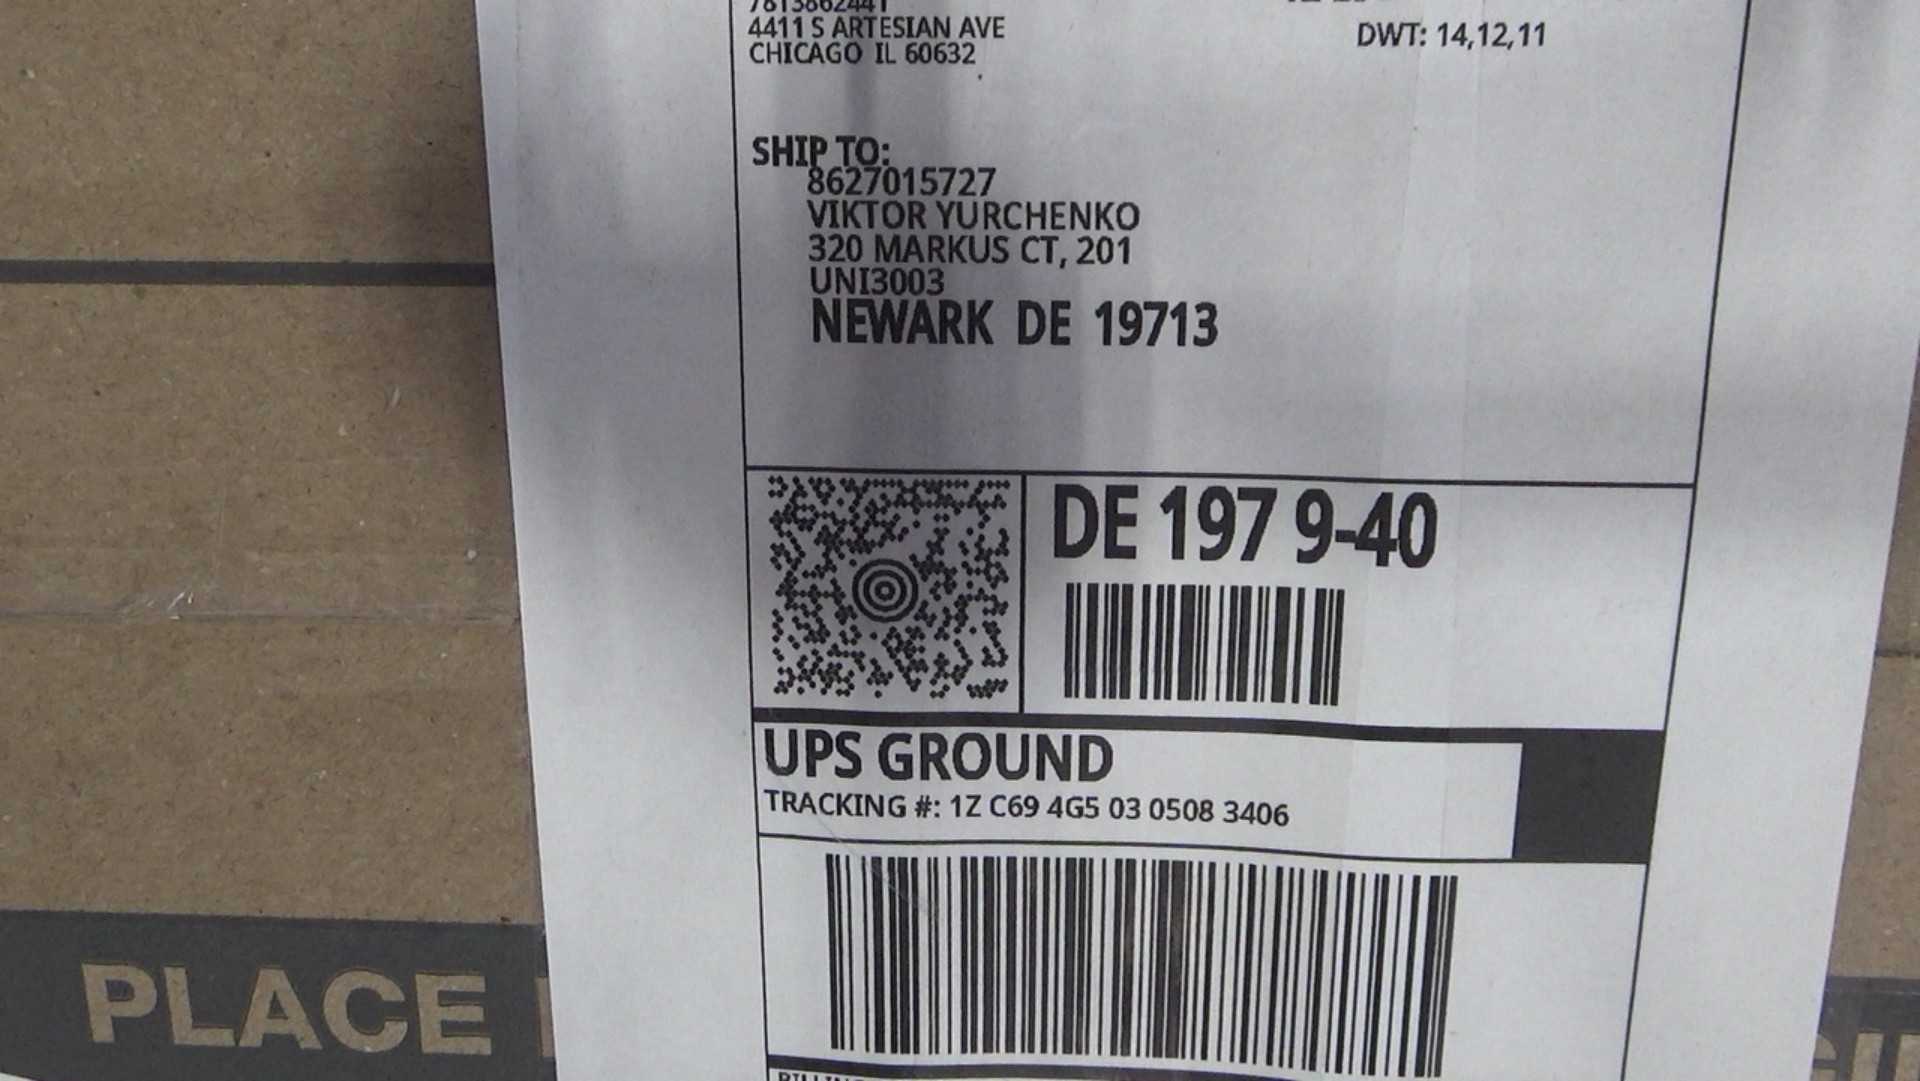 7813862441
4411 S ARTESIAN AVE
CHICAGO IL 60632
DWT: 14,12,11
SHIP TO:
8627015727
VIKTOR YURCHENKO
320 MARKUS CT, 201
UNI3003
NEWARK DE 19713
DE 197 9-40
UPS GROUND
TRACKING #: 1Z C69 4G5 03 0508 3406
PLACE